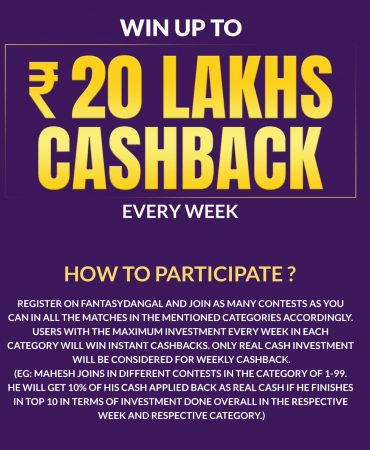 WIN UP TO
₹ 20 LAKHS
CASHBACK
EVERY WEEK
HOW TO PARTICIPATE ?
REGISTER ON FANTASYDANGAL AND JOIN AS MANY CONTESTS AS YOU
CAN IN ALL THE MATCHES IN THE MENTIONED CATEGORIES ACCORDINGLY.
USERS WITH THE MAXIMUM INVESTMENT EVERY WEEK IN EACH
CATEGORY WILL WIN INSTANT CASHBACKS. ONLY REAL CASH INVESTMENT
WILL BE CONSIDERED FOR WEEKLY CASHBACK.
(EG: MAHESH JOINS IN DIFFERENT CONTESTS IN THE CATEGORY OF 1-99.
HE WILL GET 10% OF HIS CASH APPLIED BACK AS REAL CASH IF HE FINISHES
IN TOP 10 IN TERMS OF INVESTMENT DONE OVERALL IN THE RESPECTIVE
WEEK AND RESPECTIVE CATEGORY.)